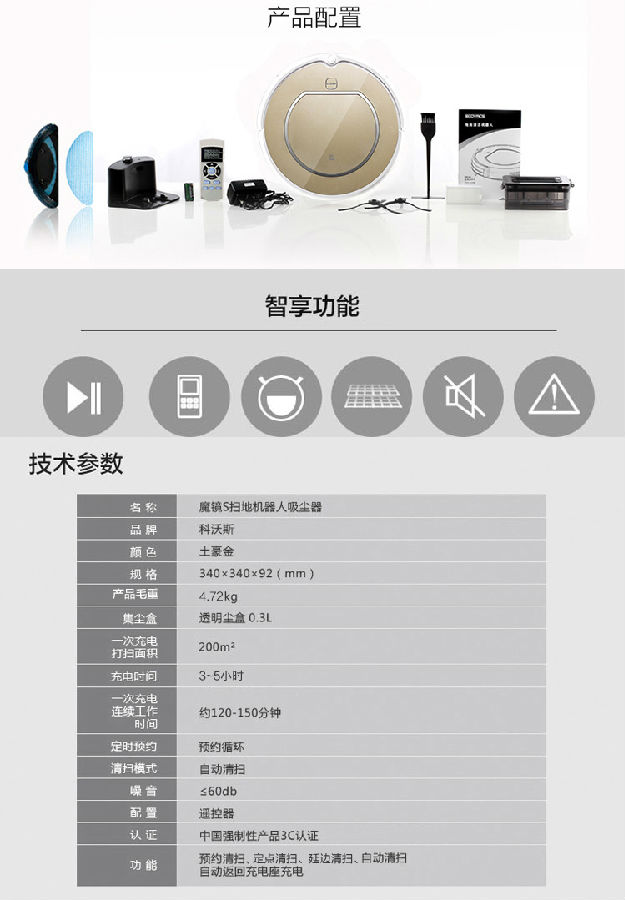 产品配置
ECOVACS
智享功能
技术参数
名称 魔镜S扫地机器人吸尘器
品牌 科沃斯
颜色 土豪金
规格 340×340×92（mm）
产品毛重 4.72kg
集尘盒 透明尘盒 0.3L
一次充电
打扫面积 200m²
充电时间 3-5小时
一次充电
连续工作
时间 约120-150分钟
定时预约 预约循环
清扫模式 自动清扫
噪音 ≤60db
配置 遥控器
认证 中国强制性产品3C认证
功能 预约清扫、定点清扫、延边清扫、自动清扫
自动返回充电座充电